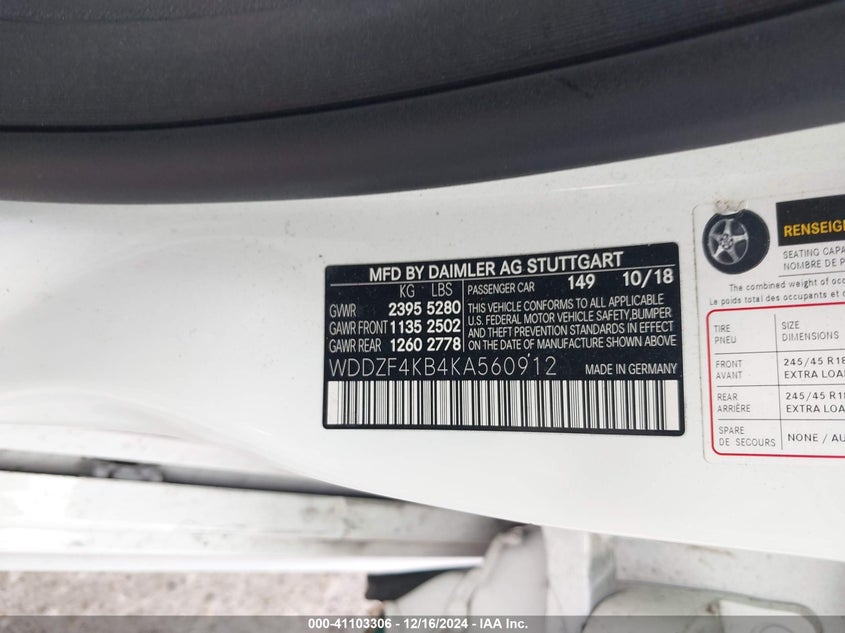 MFD BY DAIMLER AG STUTTGART
KG LBS
PASSENGER CAR 149 10/18
GVWR 2395 5280
GAWR FRONT 1135 2502
GAWR REAR 1260 2778
THIS VEHICLE CONFORMS TO ALL APPLICABLE
U.S. FEDERAL MOTOR VEHICLE SAFETY,BUMPER
AND THEFT PREVENTION STANDARDS IN EFFECT
ON THE DATE OF MANUFACTURE SHOWN ABOVE.
WDDZF4KB4KA560912 MADE IN GERMANY
RENSEIG
SEATING CAPA
NOMBRE DE P
The combined weight of occ
Le poids total des occupants et d
TIRE
PNEU
SIZE
DIMENSIONS
FRONT
AVANT
245/45 R18
EXTRA LOA
REAR
ARRIÈRE
245/45 R18
EXTRA LOA
SPARE
DE SECOURS
NONE / AU
000-41103306 - 12/16/2024 - IAA Inc.